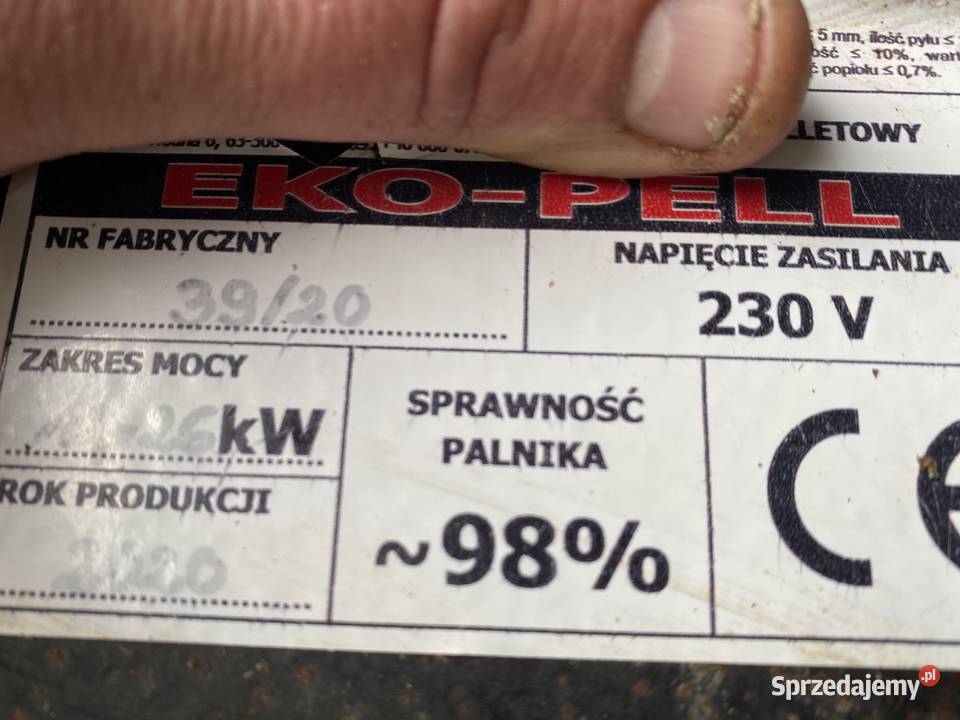 5 mm, ilość pyłu ≤
≤ 10%,
popiołu ≤ 0,7%.
EKO-PELL
NR FABRYCZNY
39/20
NAPIĘCIE ZASILANIA
230 V
ZAKRES MOCY
kW
SPRAWNOŚĆ
PALNIKA
~98%
ROK PRODUKCJI
2020
CE
Sprzedajemy.pl